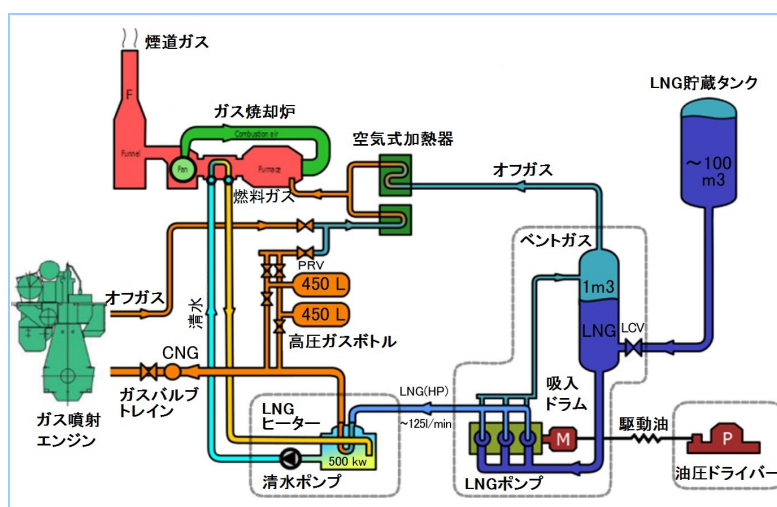 煙道ガス
LNG貯蔵タンク
F
ガス焼却炉
Combustion air
空気式加熱器
Funnel
Fan
Furnace
オフガス
～100
m3
燃料ガス
ベントガス
PRV
450 L
1m3
オフガス
清水
450 L
LNG
LCV
高圧ガスボトル
CNG
吸入
ドラム
ガスバルブ
トレイン
LNG(HP)
～125l/min
ガス噴射
エンジン
LNG
ヒーター
駆動油
M
P
500 kw
清水ポンプ
LNGポンプ
油圧ドライバー